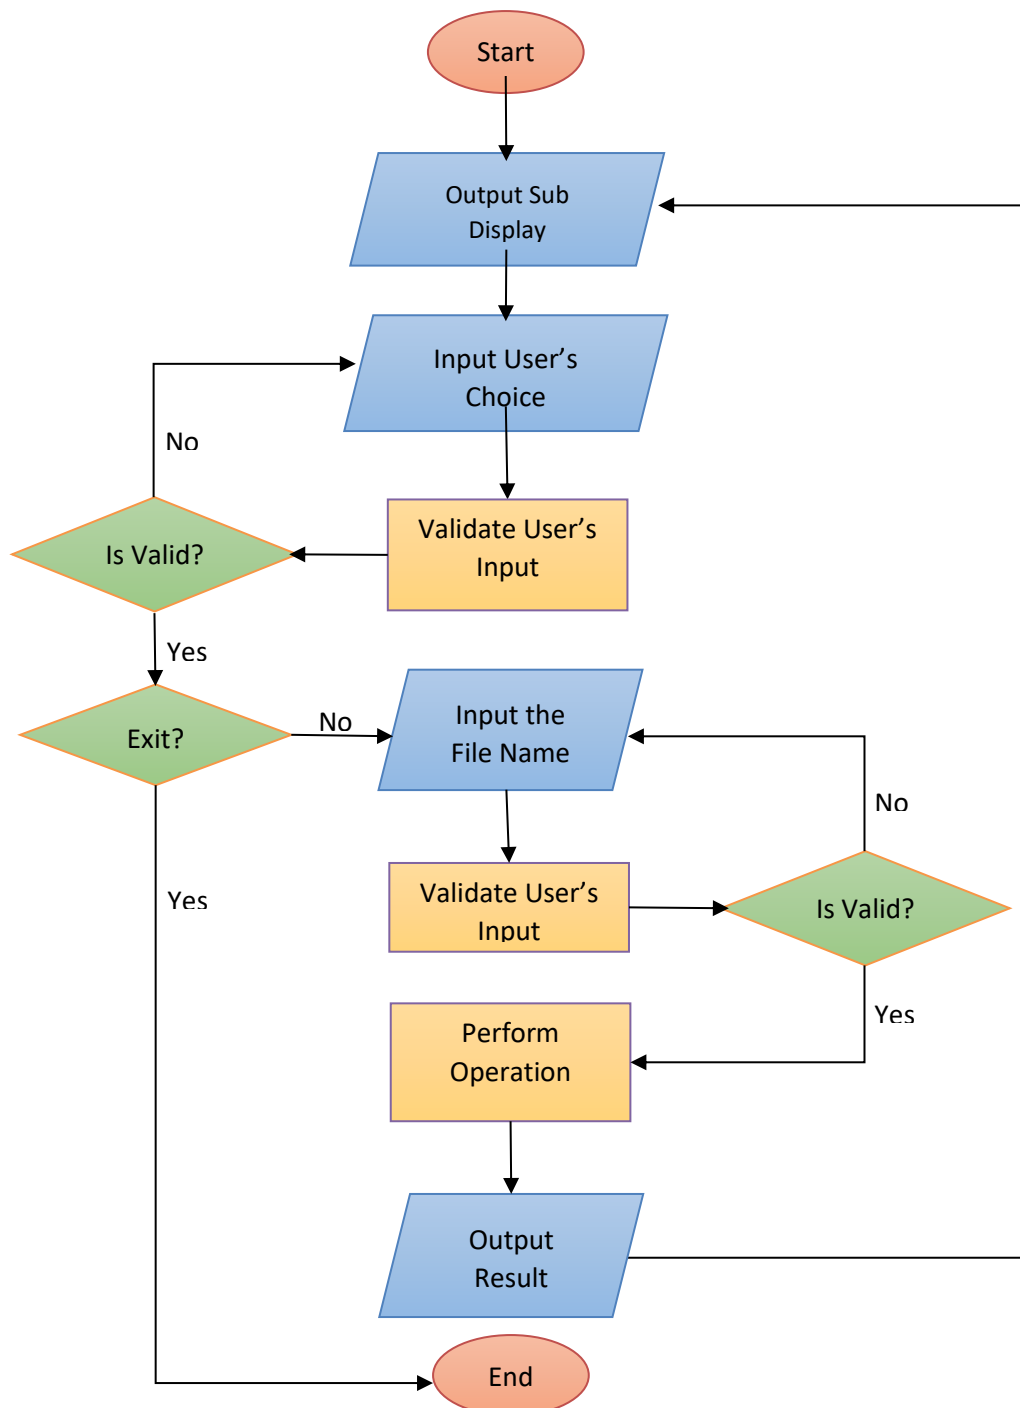 Start
Output Sub
Display
Input User's
Choice
No
Validate User's
Input
Is Valid?
Yes
Exit?
No
Input the
File Name
No
Yes
Validate User's
Input
Is Valid?
Yes
Perform
Operation
Output
Result
End